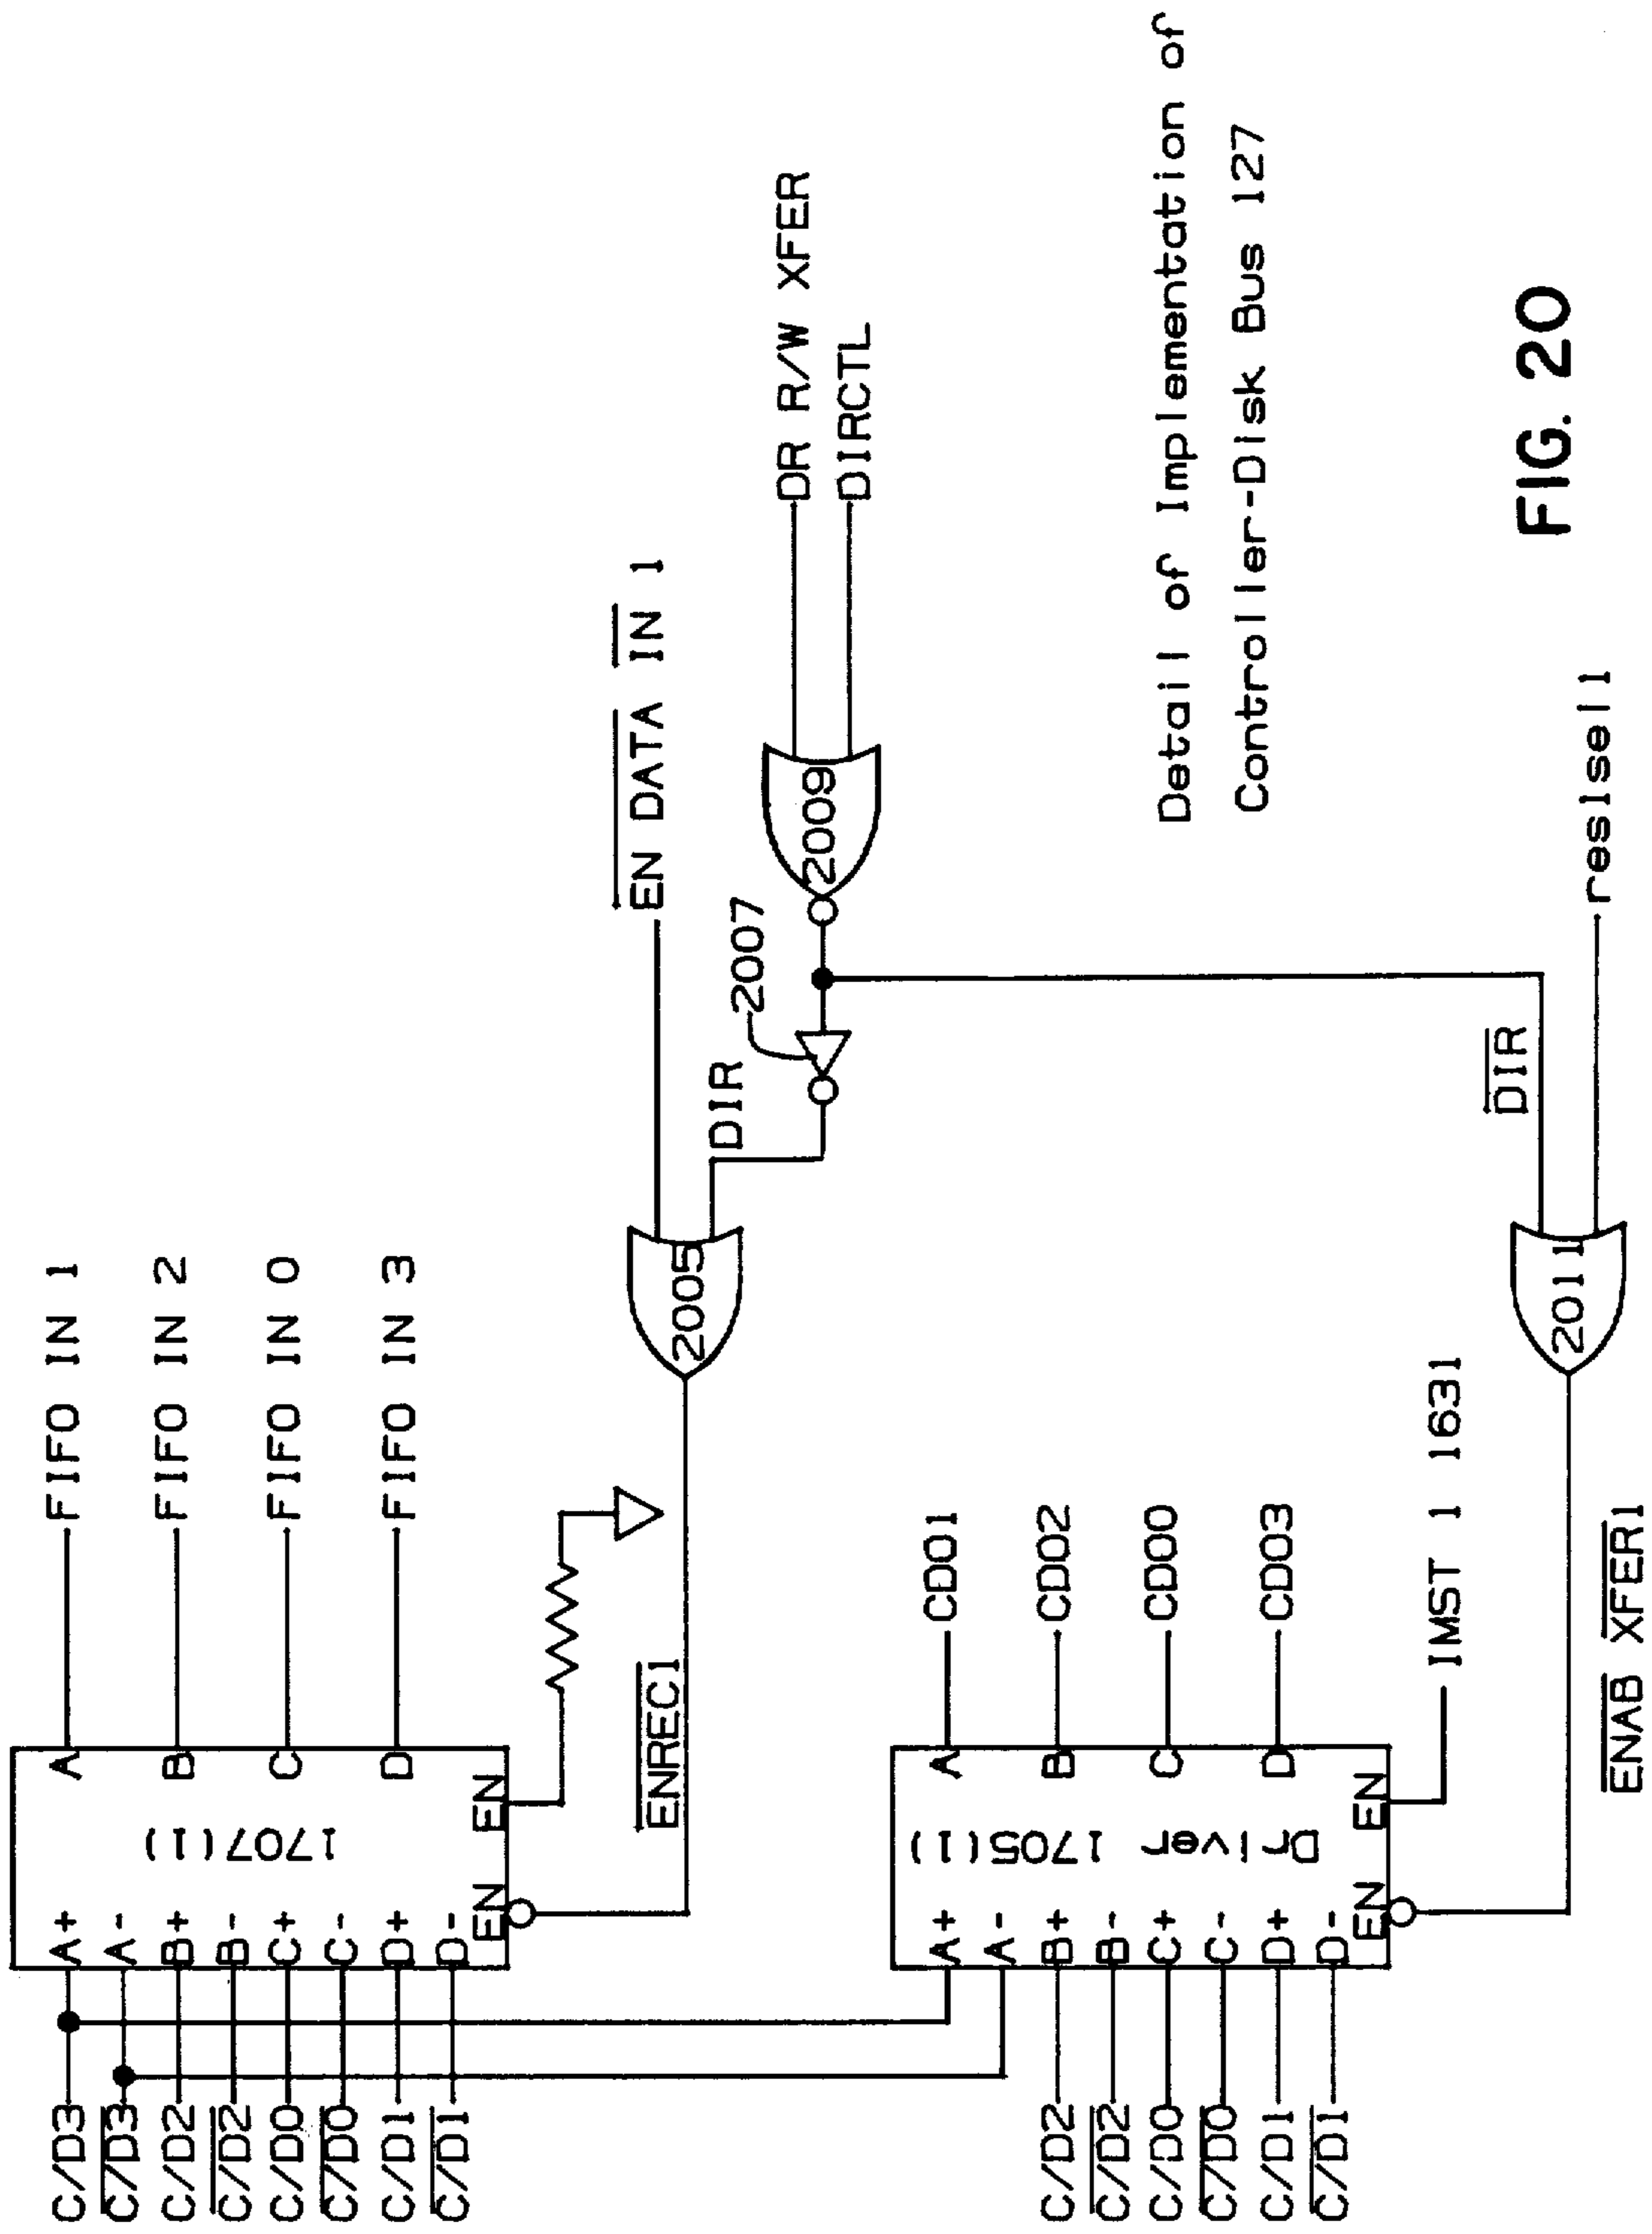 C/D3
C/D3
C/D2
C/D2
C/D0
C/D0
C/D1
C/D1
A+
A-
B+
B-
C+
C-
D+
D-
EN
1707(1)
A
B
C
D
EN
FIFO IN 1
FIFO IN 2
FIFO IN 0
FIFO IN 3
ENREC1
2005
EN DATA IN 1
DIR
2007
2009
DR R/W XFER
DIRCTL
C/D2
C/D2
C/D0
C/D0
C/D1
C/D1
A+
A-
B+
B-
C+
C-
D+
D-
EN
Driver 1705(1)
A
B
C
D
EN
CD01
CD02
CD00
CD03
IMST 1 1631
ENAB XFER1
2011
DIR
reslsel1
Detail of Implementation of
Controller-Disk Bus 127
FIG. 20